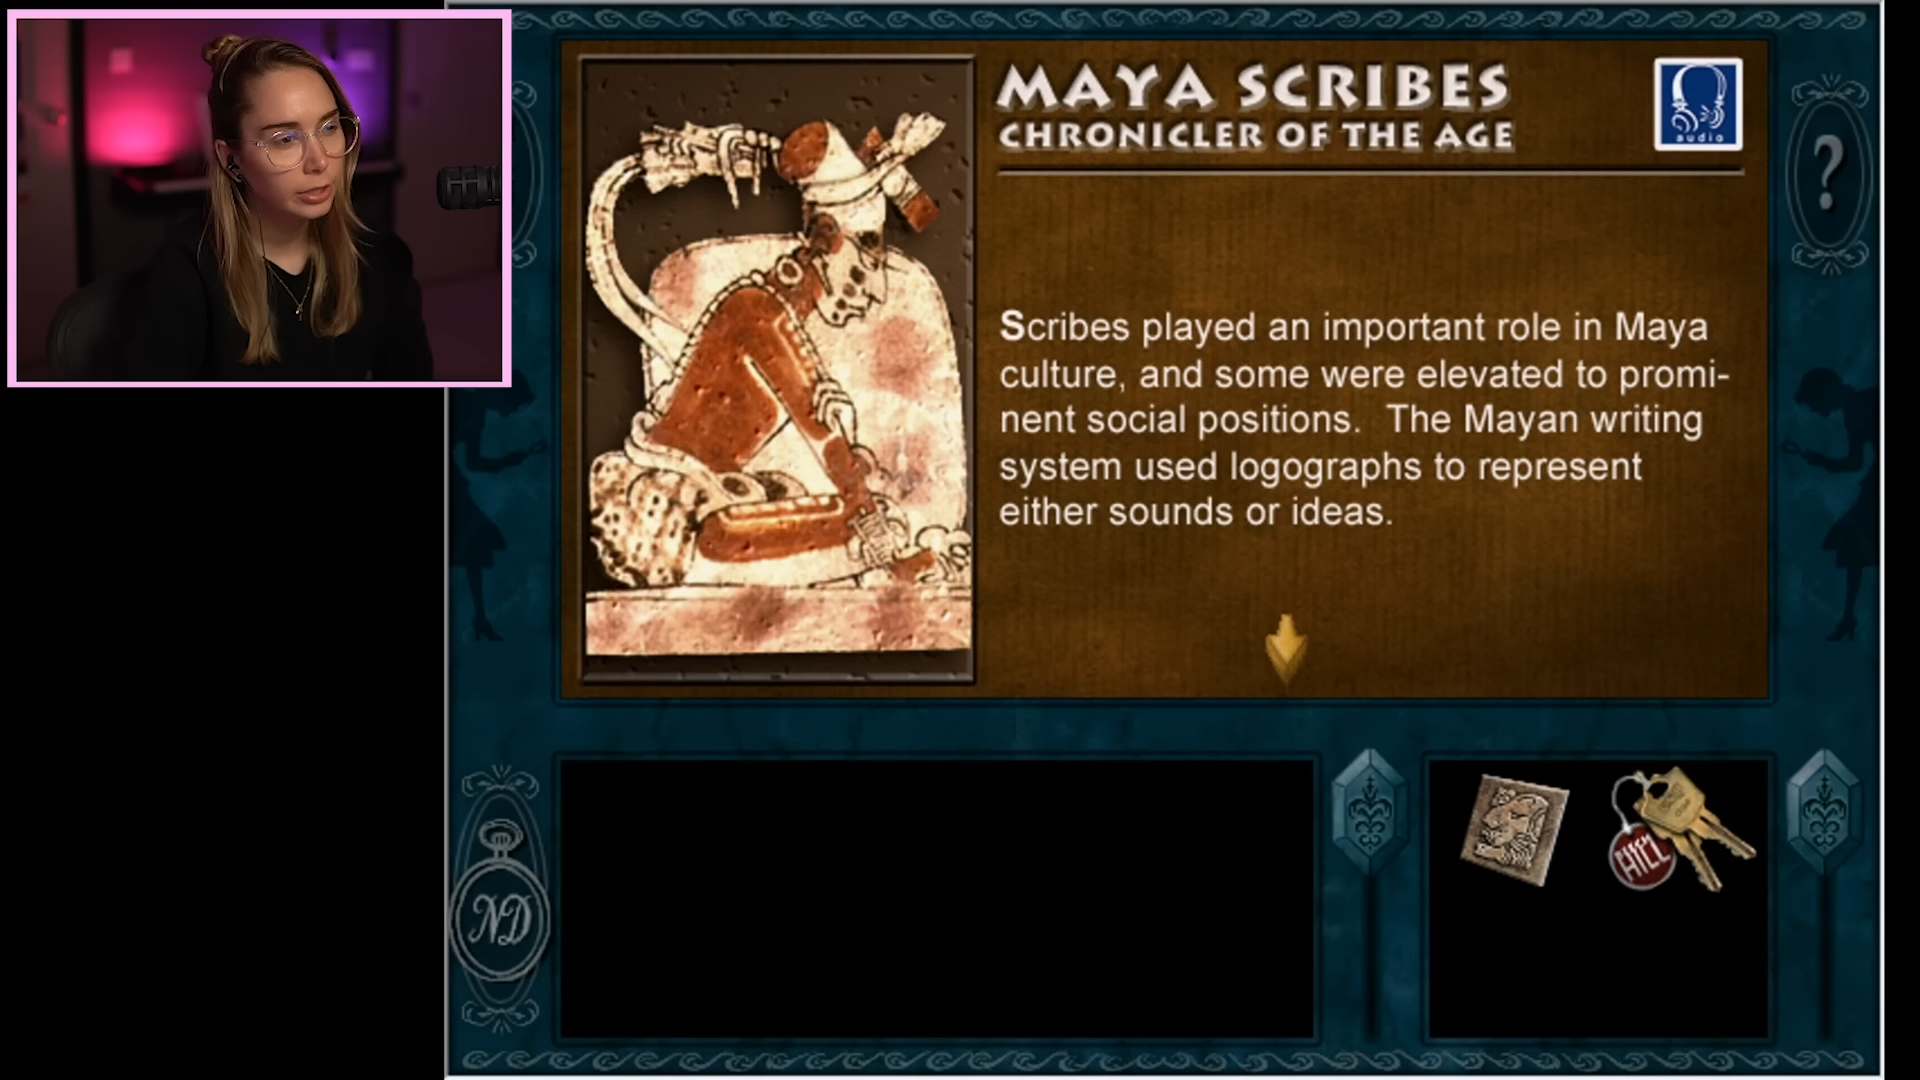 MAYA SCRIBES
CHRONICLER OF THE AGE
audio
?
Scribes played an important role in Maya
culture, and some were elevated to promi-
nent social positions. The Mayan writing
system used logographs to represent
either sounds or ideas.
ND